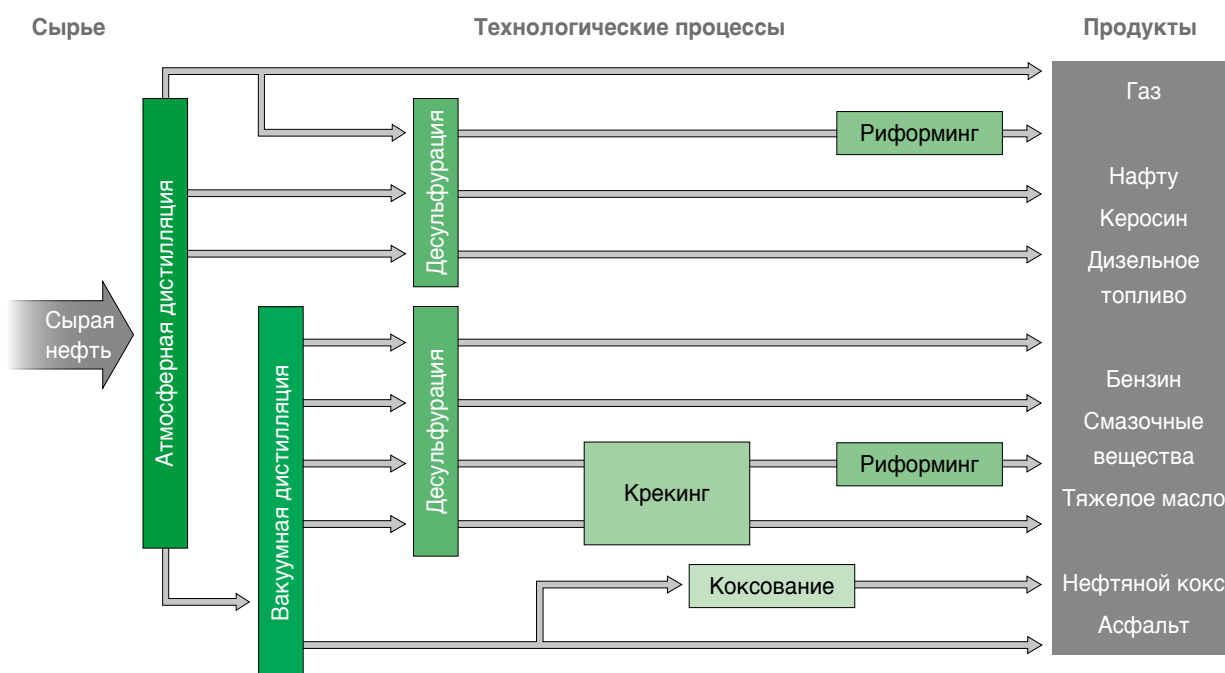 Сырье
Технологические процессы
Продукты
Газ
Риформинг
Десульфурация
Нафту
Керосин
Дизельное
топливо
Атмосферная дистилляция
Сырая
нефть
Вакуумная дистилляция
Десульфурация
Бензин
Смазочные
вещества
Риформинг
Крекинг
Тяжелое масло
Коксование
Нефтяной кокс
Асфальт